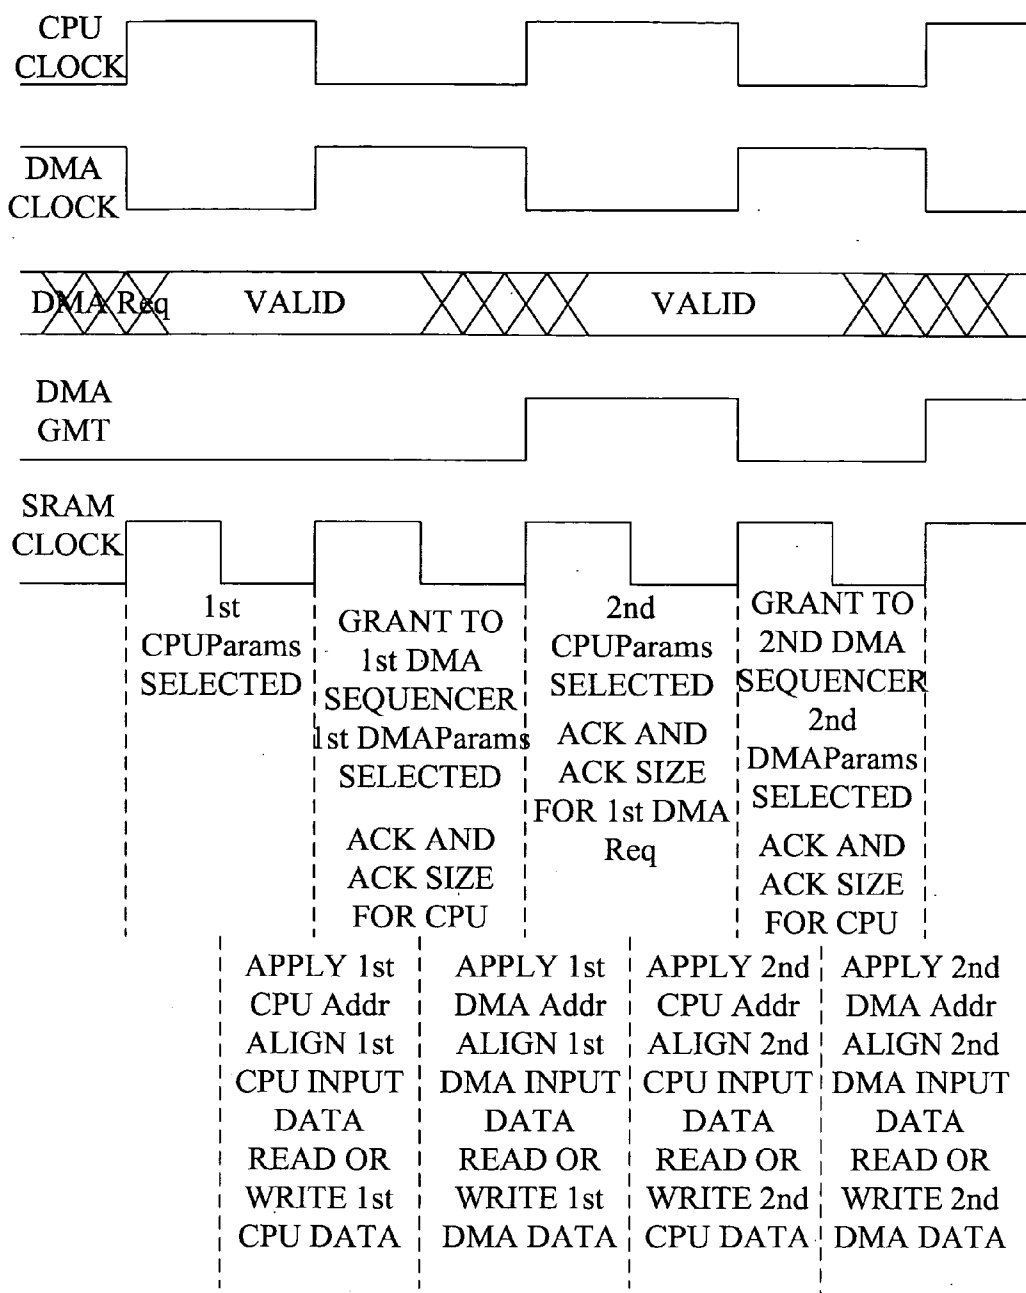 CPU
CLOCK
DMA
CLOCK
DMA Req VALID VALID
DMA
GMT
SRAM
CLOCK
1st
CPUParams
SELECTED
GRANT TO
1st DMA
SEQUENCER
1st DMAParams
SELECTED
ACK AND
ACK SIZE
FOR CPU
2nd
CPUParams
SELECTED
ACK AND
ACK SIZE
FOR 1st DMA
Req
GRANT TO
2ND DMA
SEQUENCER
2nd
DMAParams
SELECTED
ACK AND
ACK SIZE
FOR CPU
APPLY 1st
CPU Addr
ALIGN 1st
CPU INPUT
DATA
READ OR
WRITE 1st
CPU DATA
APPLY 1st
DMA Addr
ALIGN 1st
DMA INPUT
DATA
READ OR
WRITE 1st
DMA DATA
APPLY 2nd
CPU Addr
ALIGN 2nd
CPU INPUT
DATA
READ OR
WRITE 2nd
CPU DATA
APPLY 2nd
DMA Addr
ALIGN 2nd
DMA INPUT
DATA
READ OR
WRITE 2nd
DMA DATA